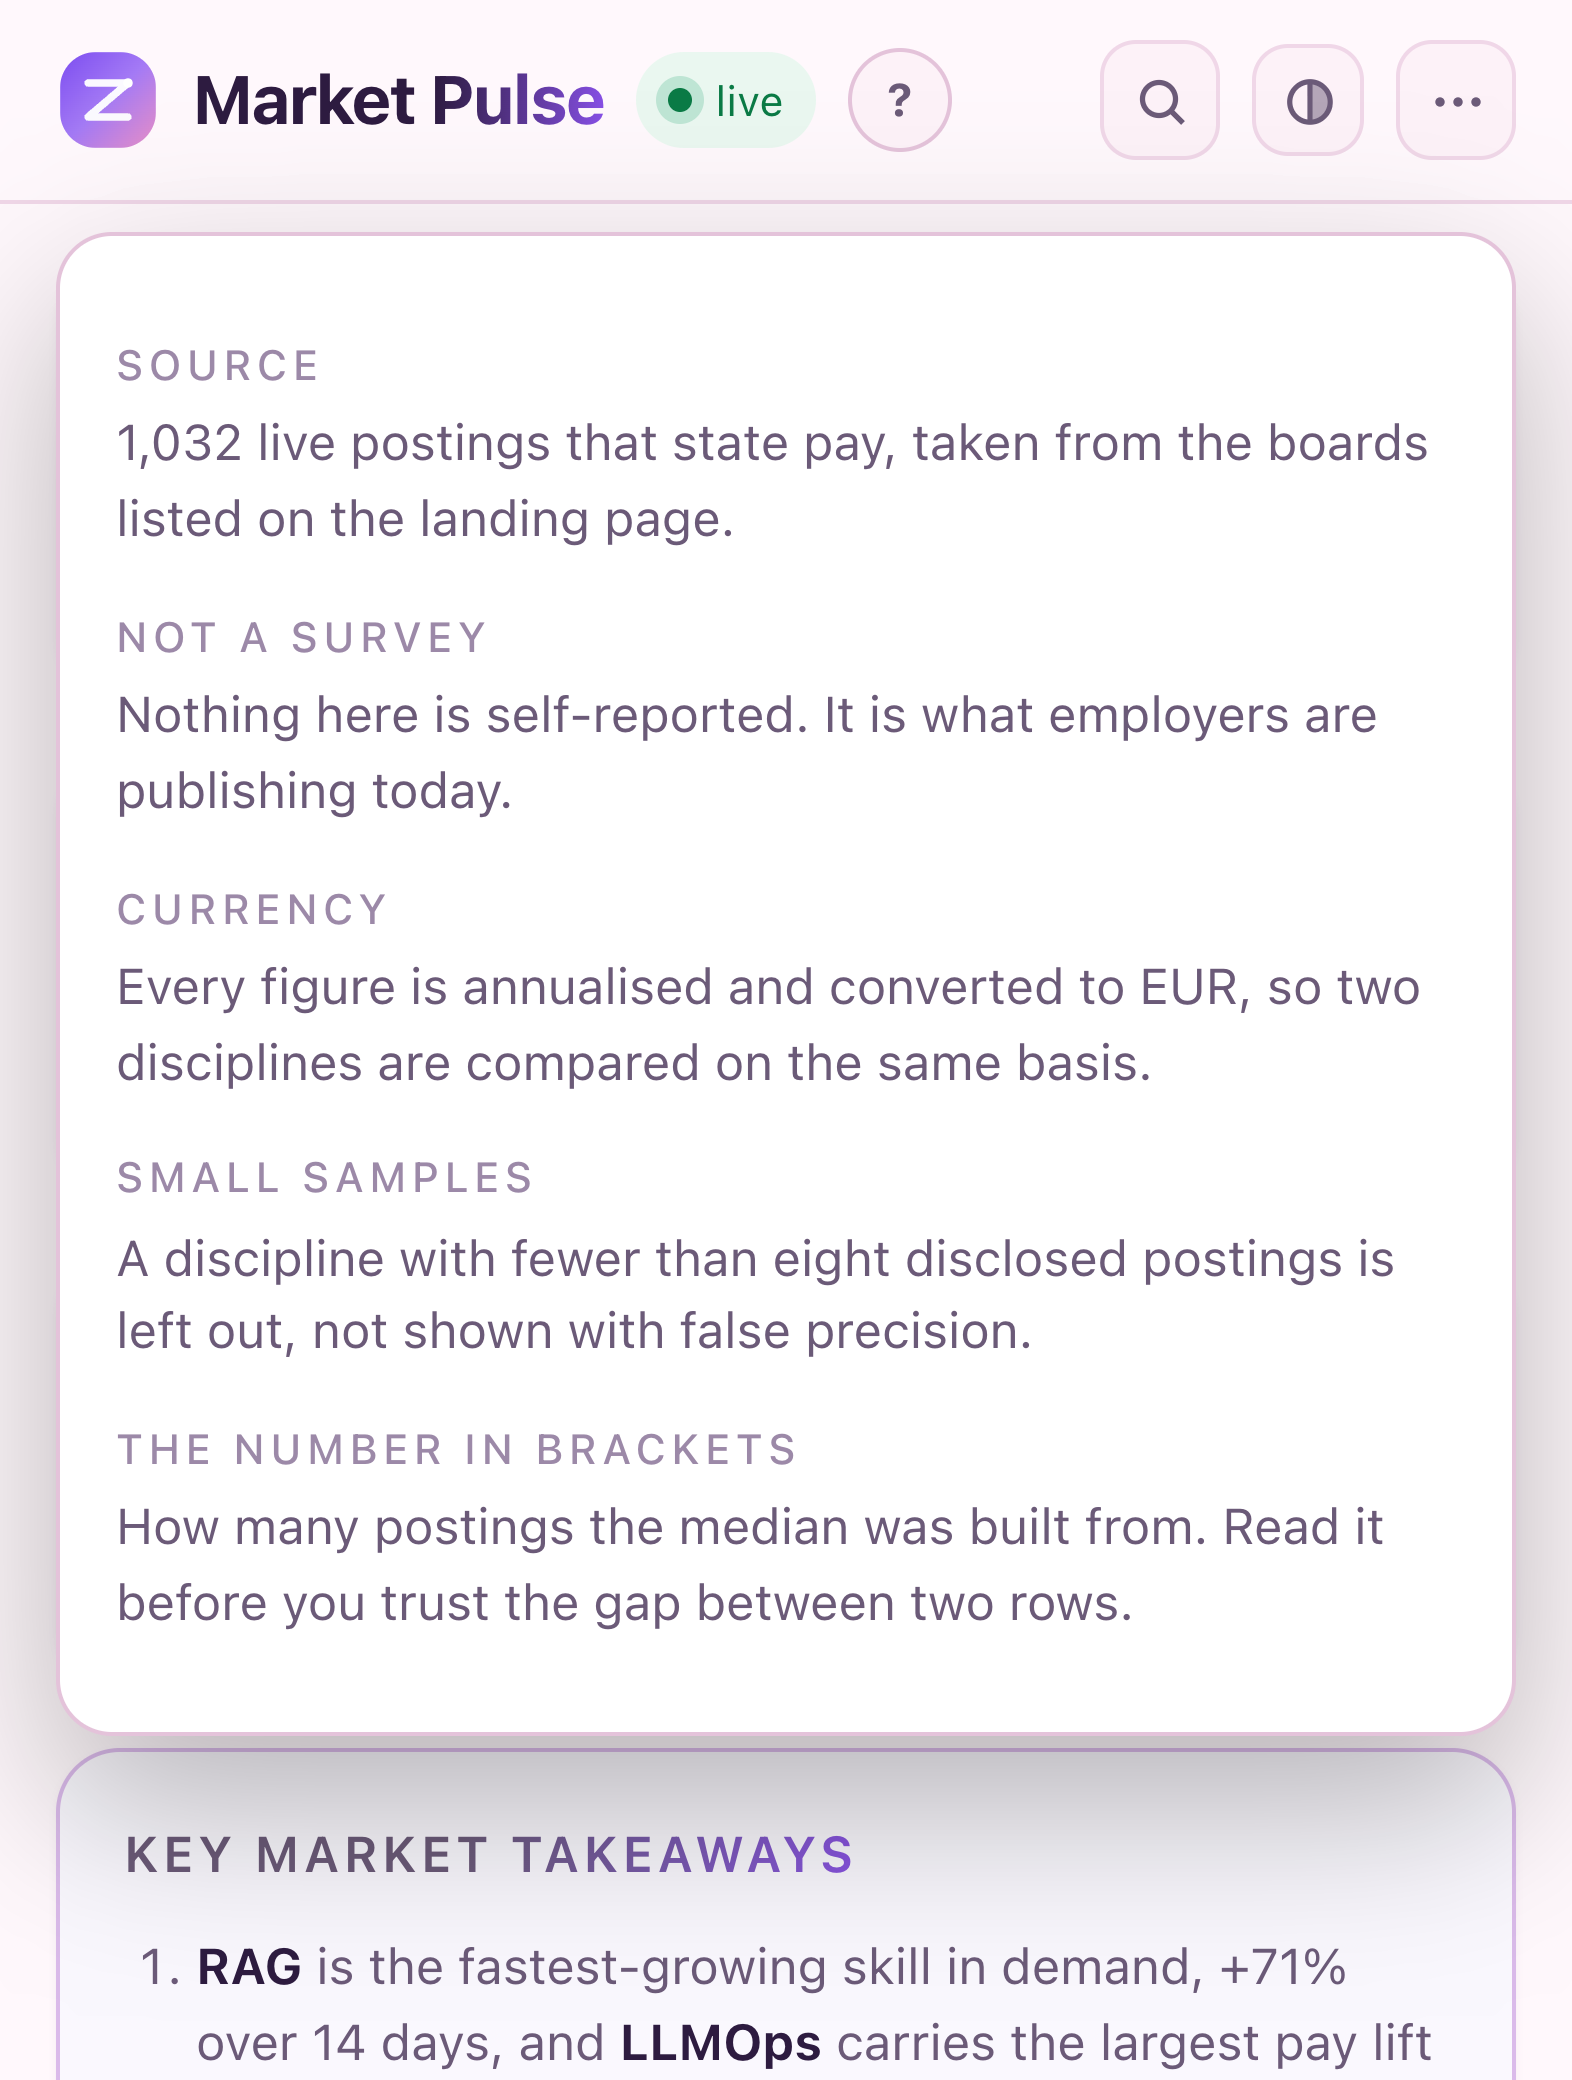 Market Pulse
live
?
SOURCE
1,032 live postings that state pay, taken from the boards
listed on the landing page.
NOT A SURVEY
Nothing here is self-reported. It is what employers are
publishing today.
CURRENCY
Every figure is annualised and converted to EUR, so two
disciplines are compared on the same basis.
SMALL SAMPLES
A discipline with fewer than eight disclosed postings is
left out, not shown with false precision.
THE NUMBER IN BRACKETS
How many postings the median was built from. Read it
before you trust the gap between two rows.
KEY MARKET TAKEAWAYS
1. RAG is the fastest-growing skill in demand, +71%
over 14 days, and LLMOps carries the largest pay lift